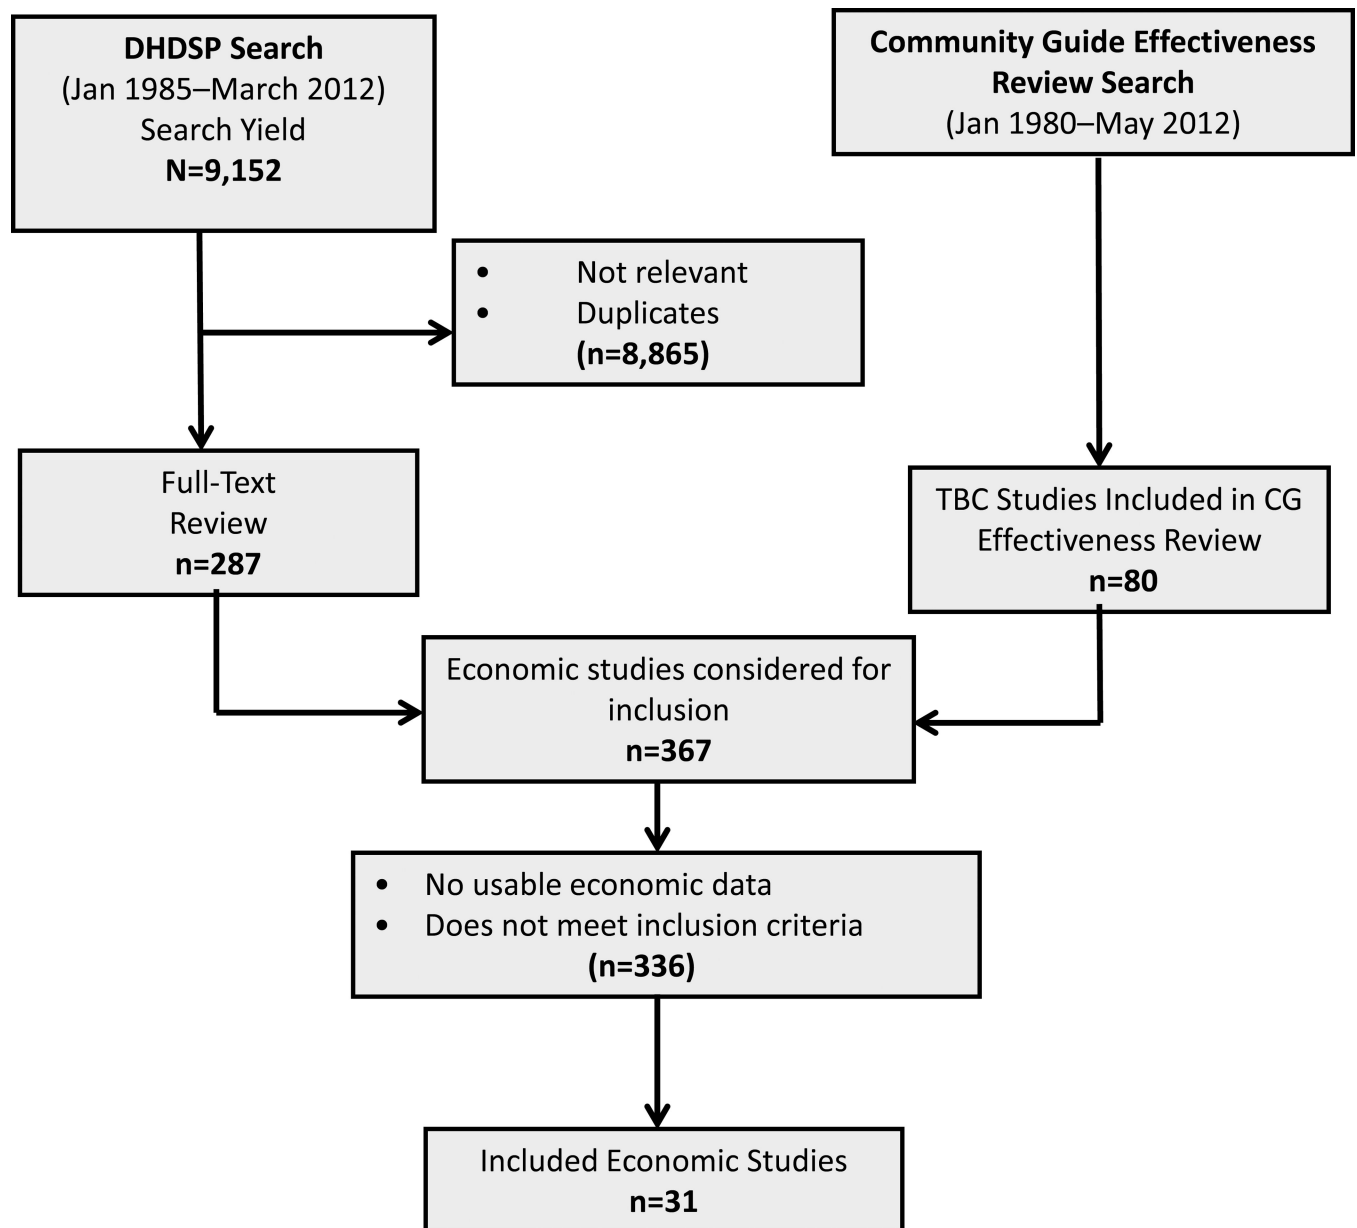 DHDSP Search
(Jan 1985–March 2012)
Search Yield
N=9,152
Community Guide Effectiveness
Review Search
(Jan 1980–May 2012)
• Not relevant
• Duplicates
(n=8,865)
Full-Text
Review
n=287
TBC Studies Included in CG
Effectiveness Review
n=80
Economic studies considered for
inclusion
n=367
• No usable economic data
• Does not meet inclusion criteria
(n=336)
Included Economic Studies
n=31